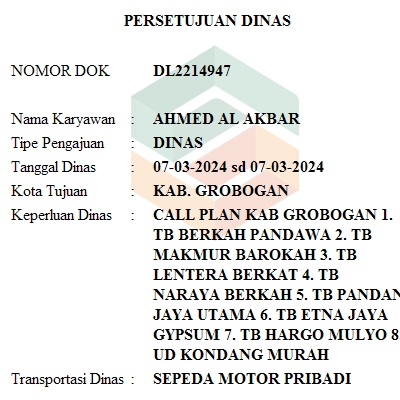 PERSETUJUAN DINAS
NOMOR DOK DL2214947
Nama Karyawan : AHMED AL AKBAR
Tipe Pengajuan : DINAS
Tanggal Dinas : 07-03-2024 sd 07-03-2024
Kota Tujuan : KAB. GROBOGAN
Keperluan Dinas : CALL PLAN KAB GROBOGAN 1.
TB BERKAH PANDAWA 2. TB
MAKMUR BAROKAH 3. TB
LENTERA BERKAT 4. TB
NARAYA BERKAH 5. TB PANDAN
JAYA UTAMA 6. TB ETNA JAYA
GYPSUM 7. TB HARGO MULYO 8
UD KONDANG MURAH
Transportasi Dinas : SEPEDA MOTOR PRIBADI